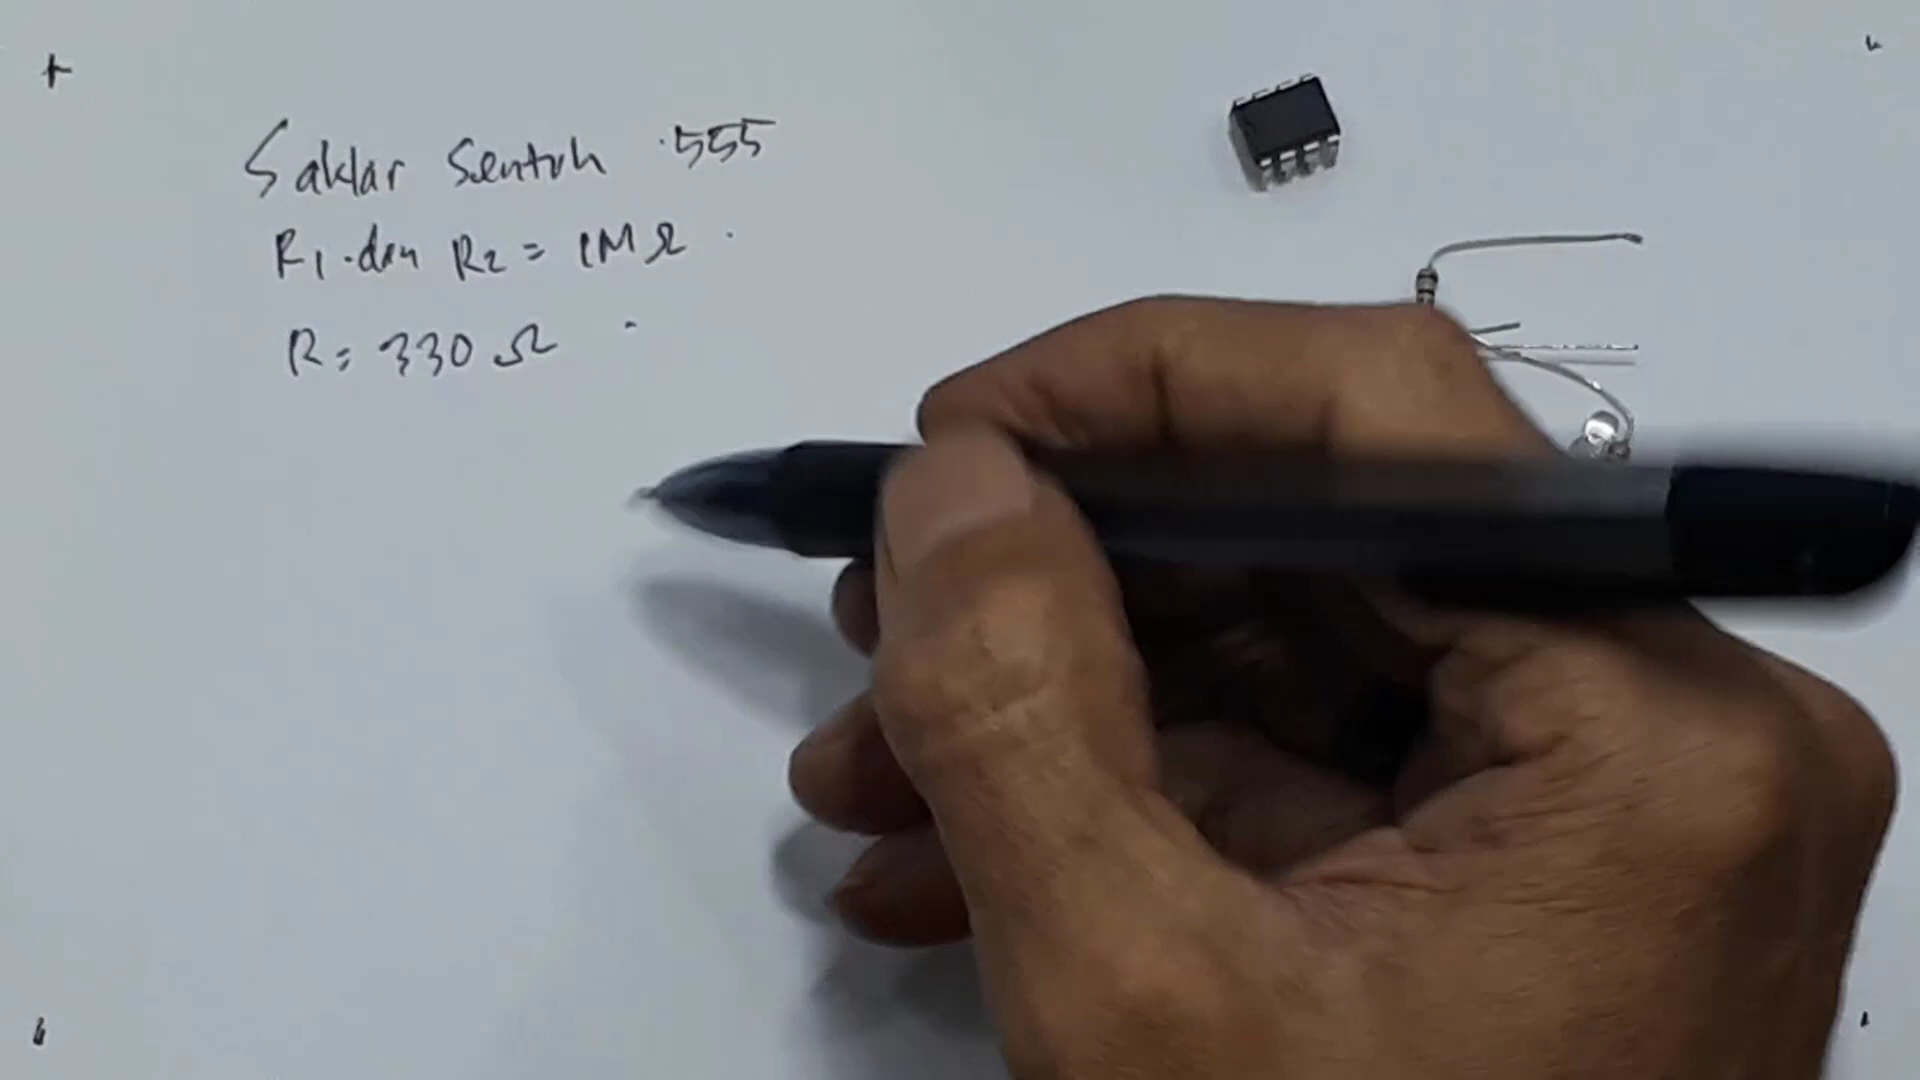 Saklar Sentuh 555
R1 dan R2 = 1MΩ
R = 330 Ω